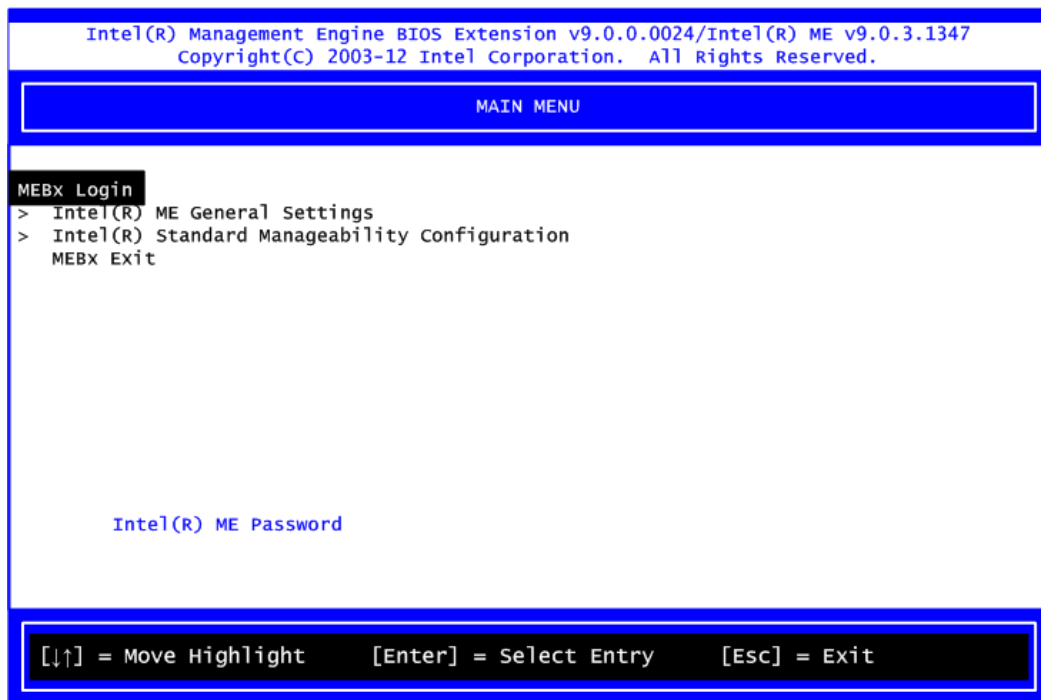 Intel(R) Management Engine BIOS Extension v9.0.0.0024/Intel(R) ME v9.0.3.1347
Copyright(C) 2003-12 Intel Corporation.  All Rights Reserved.
MAIN MENU
MEBx Login
>  Intel(R) ME General Settings
>  Intel(R) Standard Manageability Configuration
MEBx Exit
Intel(R) ME Password
[↓↑] = Move Highlight  [Enter] = Select Entry  [Esc] = Exit